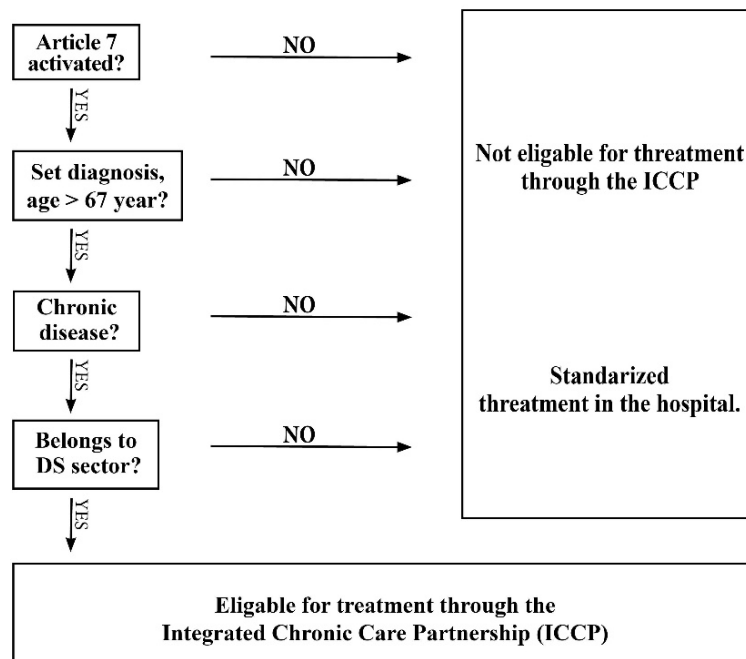 Article 7
activated?
NO
YES
Set diagnosis,
age > 67 year?
NO
YES
Chronic
disease?
NO
YES
Belongs to
DS sector?
NO
YES
Not eligable for threatment
through the ICCP
Standarized
threatment in the hospital.
Eligable for treatment through the
Integrated Chronic Care Partnership (ICCP)